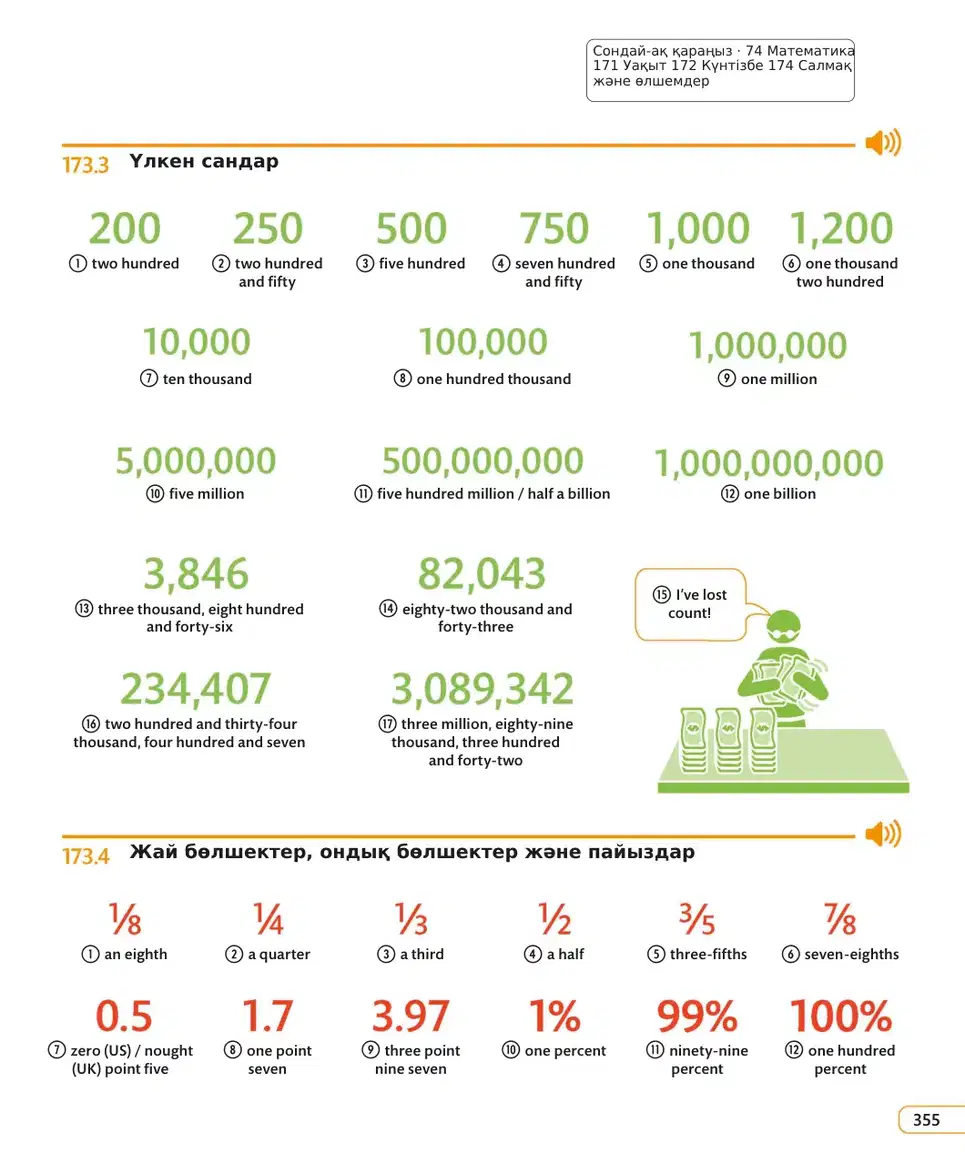 Сондай-ақ қараңыз · 74 Математика
171 Уақыт 172 Күнтізбе 174 Салмақ
және өлшемдер
173.3 Үлкен сандар
200 250 500 750 1,000 1,200
① two hundred ② two hundred ③ five hundred ④ seven hundred ⑤ one thousand ⑥ one thousand
and fifty and fifty two hundred
10,000 100,000 1,000,000
⑦ ten thousand ⑧ one hundred thousand ⑨ one million
5,000,000 500,000,000 1,000,000,000
⑩ five million ⑪ five hundred million / half a billion ⑫ one billion
3,846 82,043
⑬ three thousand, eight hundred
and forty-six
⑭ eighty-two thousand and
forty-three
⑮ I've lost
count!
234,407 3,089,342
⑯ two hundred and thirty-four
thousand, four hundred and seven
⑰ three million, eighty-nine
thousand, three hundred
and forty-two
173.4 Жай бөлшектер, ондық бөлшектер және пайыздар
⅛ ¼ ⅓ ½ ⅗ ⅞
① an eighth ② a quarter ③ a third ④ a half ⑤ three-fifths ⑥ seven-eighths
0.5 1.7 3.97 1% 99% 100%
⑦ zero (US) / nought ⑧ one point ⑨ three point ⑩ one percent ⑪ ninety-nine ⑫ one hundred
(UK) point five seven nine seven percent percent
355